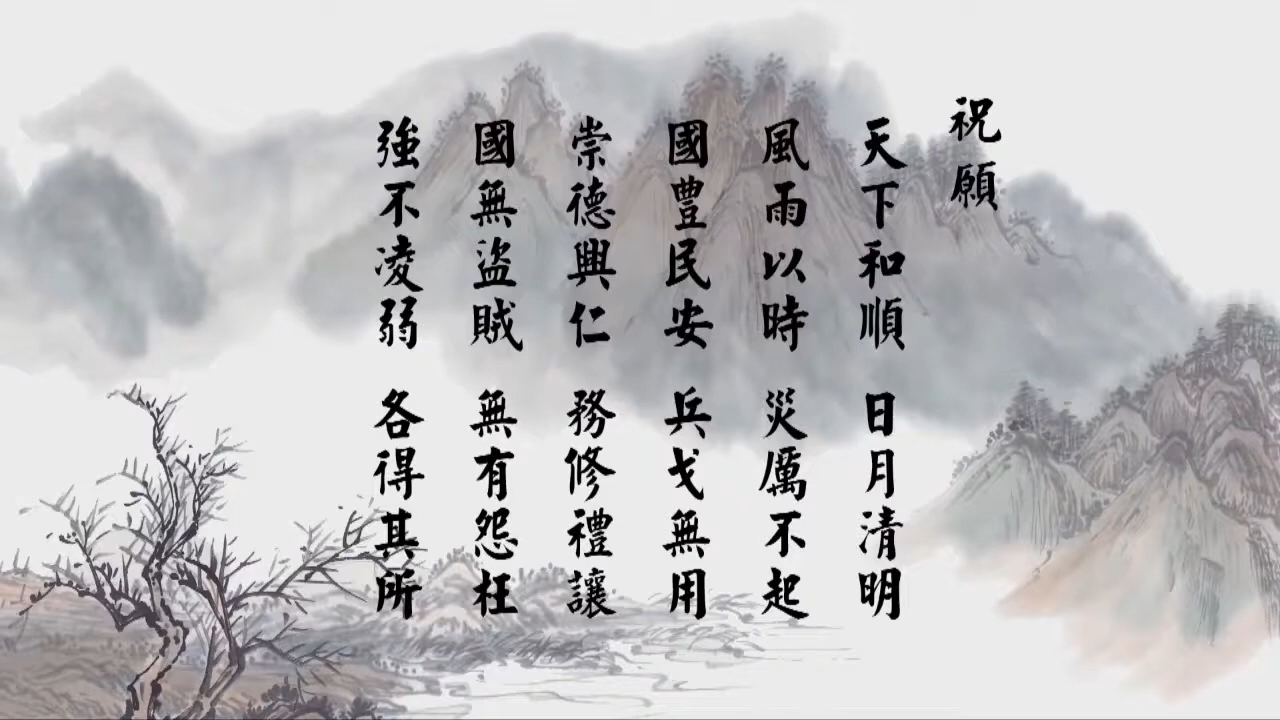 祝願
天下和順 日月清明
風雨以時 災厲不起
國豐民安 兵戈無用
崇德興仁 務修禮讓
國無盜賊 無有怨枉
強不凌弱 各得其所